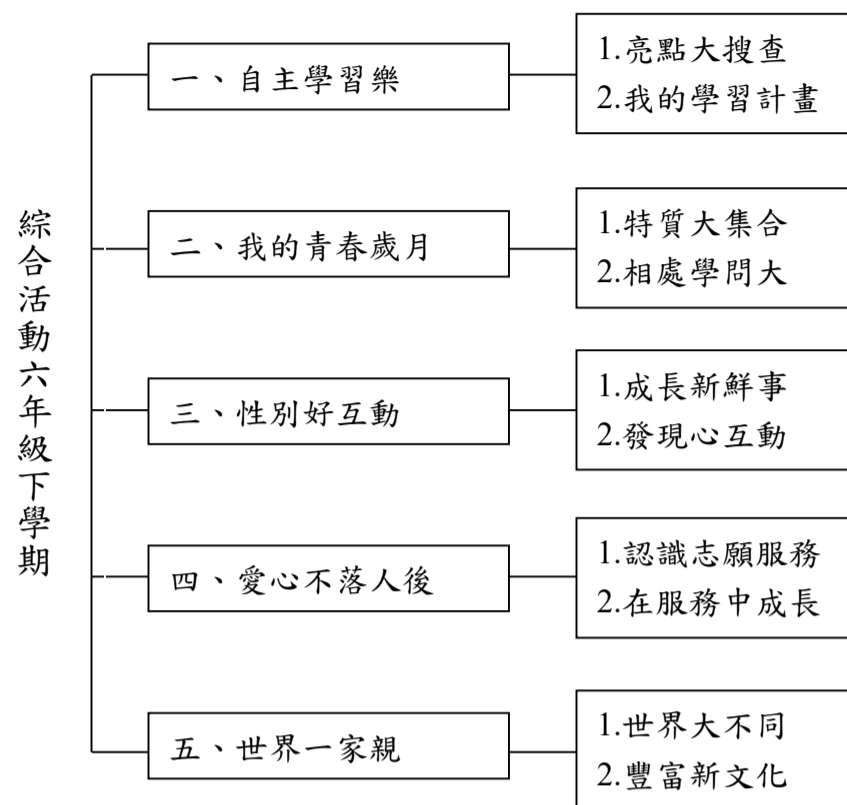 綜合活動六年級下學期
一、自主學習樂
1.亮點大搜查
2.我的學習計畫
二、我的青春歲月
1.特質大集合
2.相處學問大
三、性別好互動
1.成長新鮮事
2.發現心互動
四、愛心不落人後
1.認識志願服務
2.在服務中成長
五、世界一家親
1.世界大不同
2.豐富新文化